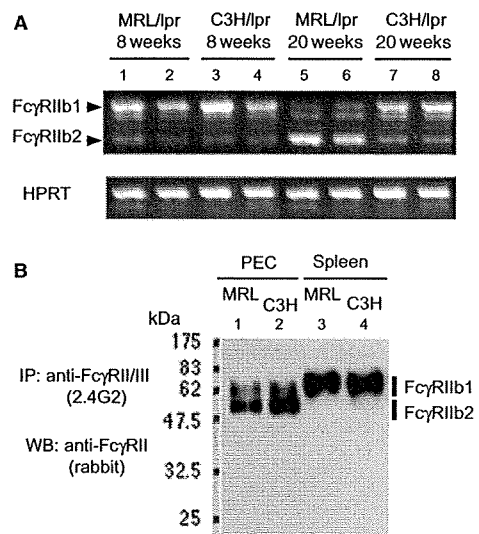 A
MRL/lpr C3H/lpr MRL/lpr C3H/lpr
8 weeks 8 weeks 20 weeks 20 weeks
1 2 3 4 5 6 7 8
FcγRIIb1
FcγRIIb2
HPRT
B
PEC Spleen
MRL C3H MRL C3H
kDa 1 2 3 4
175
83
62
47.5
32.5
25
IP: anti-FcγRII/III
(2.4G2)
WB: anti-FcγRII
(rabbit)
FcγRIIb1
FcγRIIb2